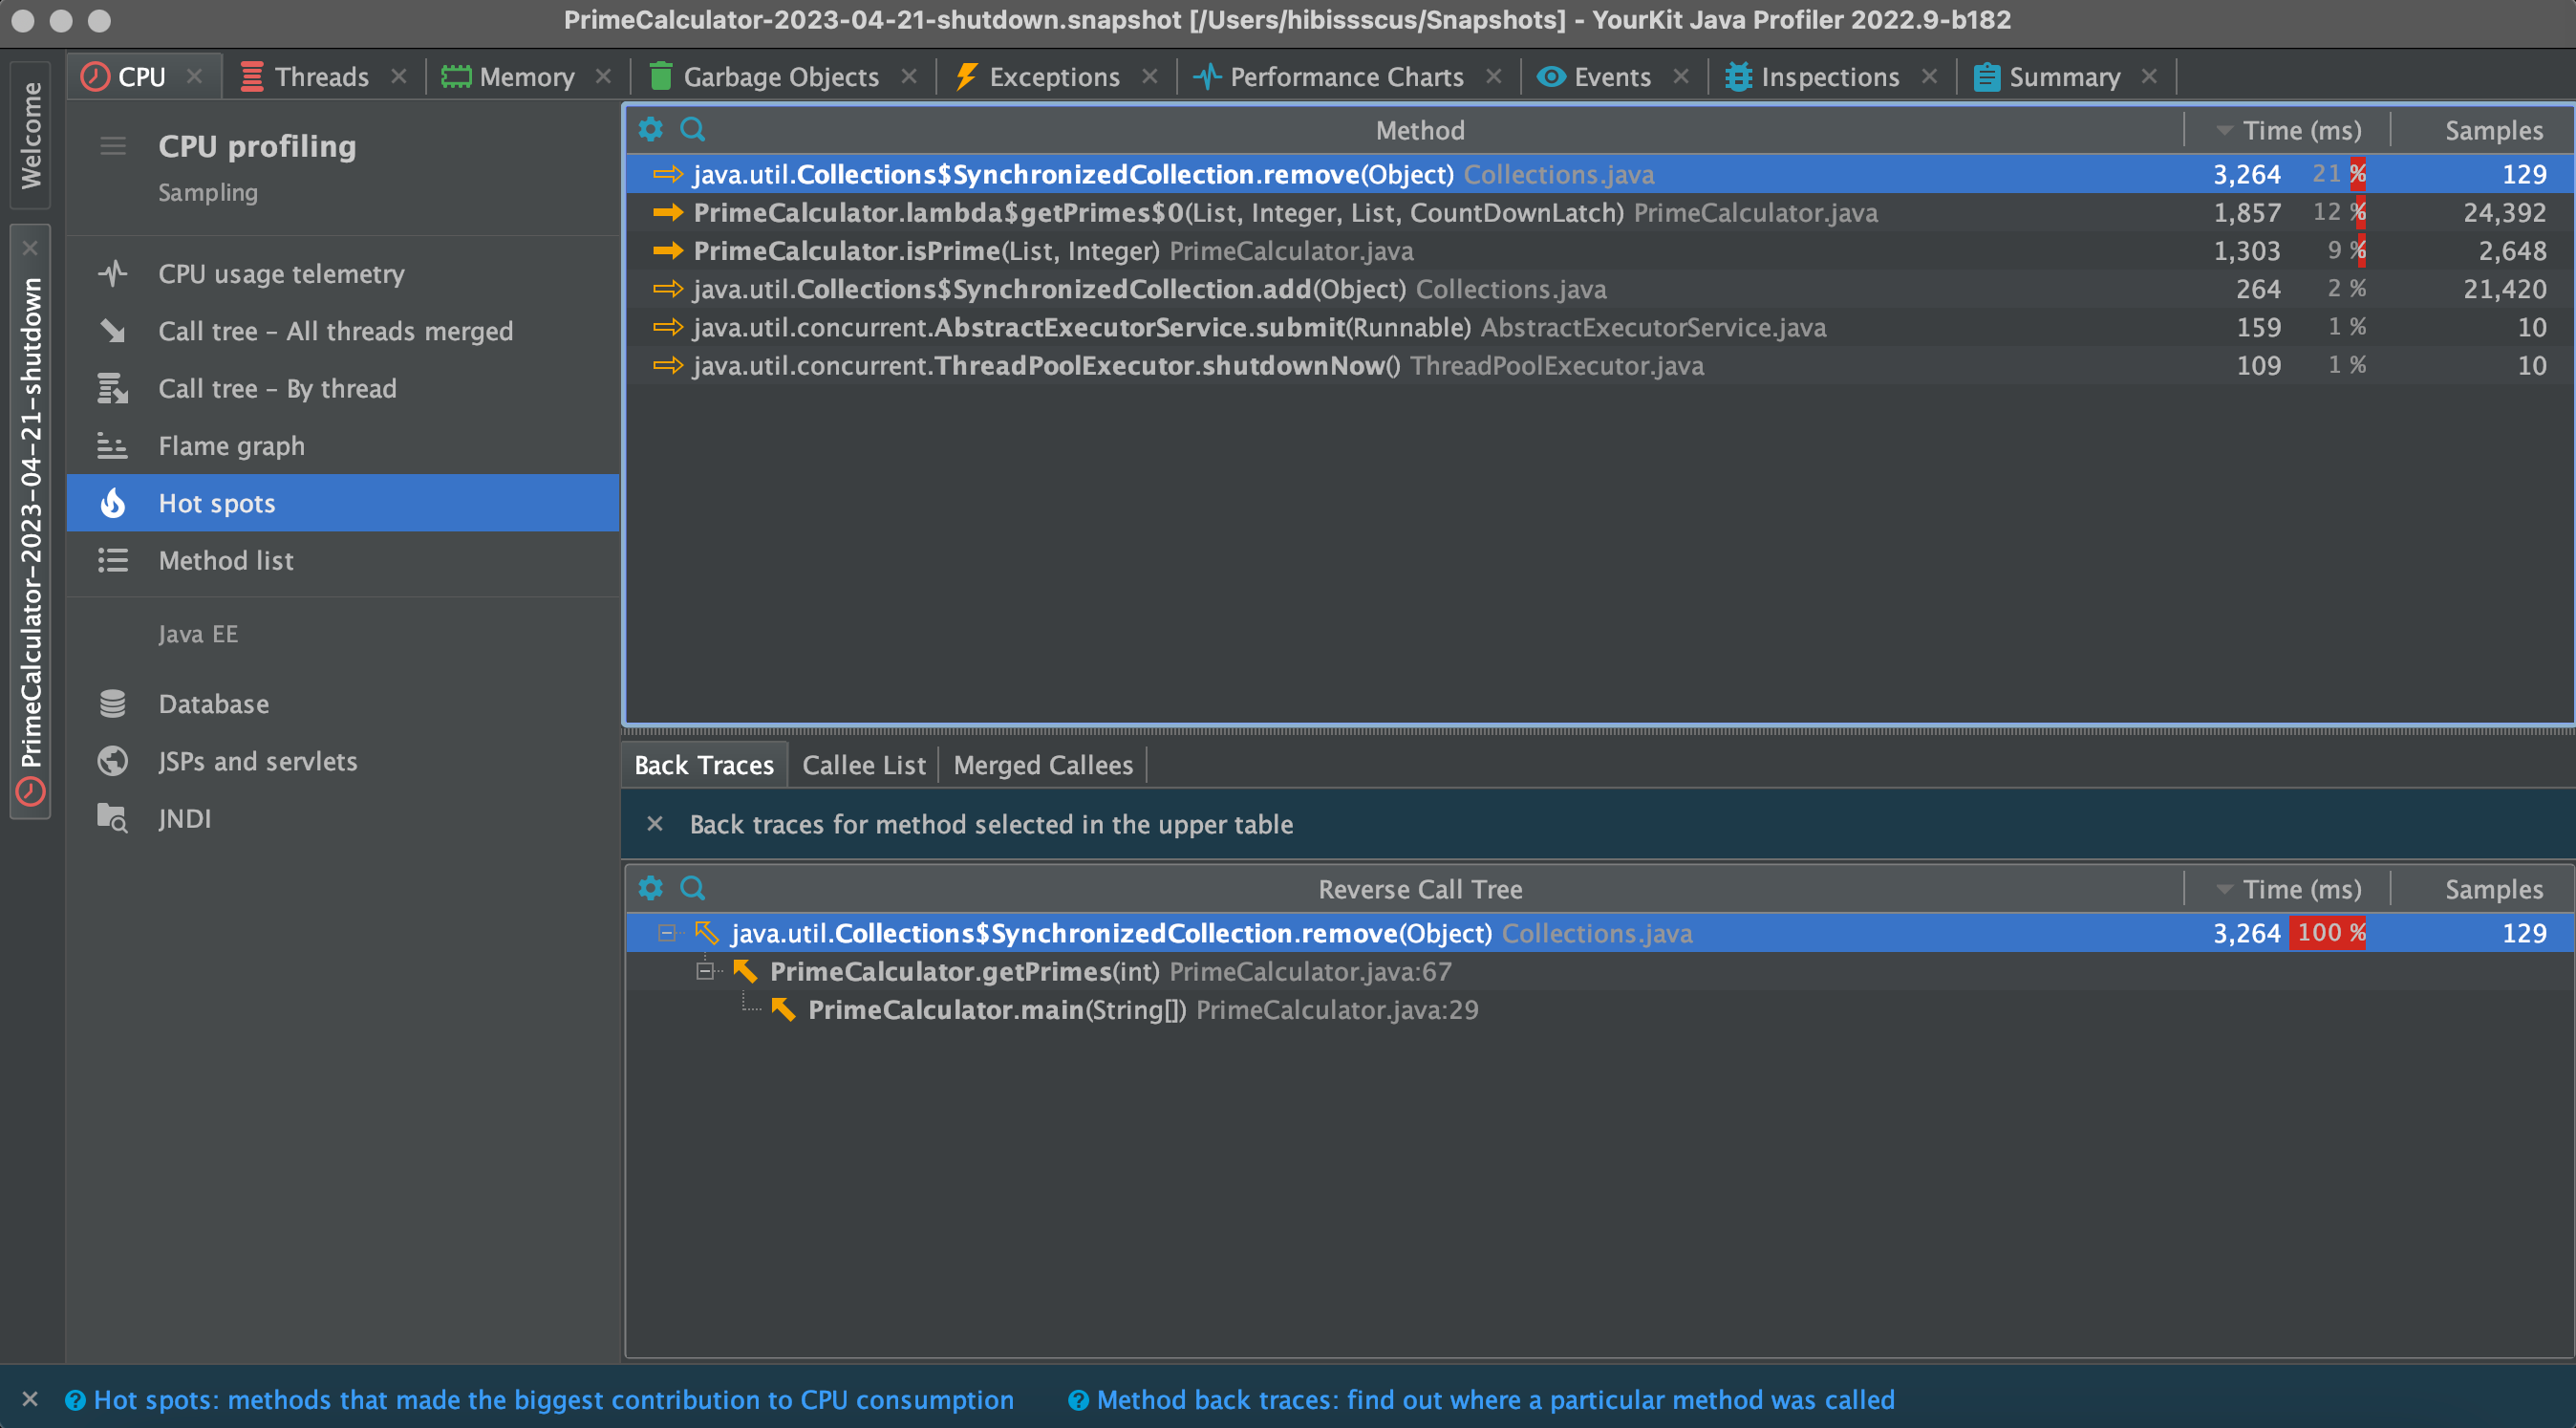 PrimeCalculator-2023-04-21-shutdown.snapshot [/Users/hibissscus/Snapshots] - YourKit Java Profiler 2022.9-b182
Welcome
PrimeCalculator-2023-04-21-shutdown
CPU Threads Memory Garbage Objects Exceptions Performance Charts Events Inspections Summary
CPU profiling
Sampling
CPU usage telemetry
Call tree – All threads merged
Call tree – By thread
Flame graph
Hot spots
Method list
Java EE
Database
JSPs and servlets
JNDI
Method Time (ms) Samples
java.util.Collections$SynchronizedCollection.remove(Object) Collections.java 3,264 21 % 129
PrimeCalculator.lambda$getPrimes$0(List, Integer, List, CountDownLatch) PrimeCalculator.java 1,857 12 % 24,392
PrimeCalculator.isPrime(List, Integer) PrimeCalculator.java 1,303 9 % 2,648
java.util.Collections$SynchronizedCollection.add(Object) Collections.java 264 2 % 21,420
java.util.concurrent.AbstractExecutorService.submit(Runnable) AbstractExecutorService.java 159 1 % 10
java.util.concurrent.ThreadPoolExecutor.shutdownNow() ThreadPoolExecutor.java 109 1 % 10
Back Traces Callee List Merged Callees
Back traces for method selected in the upper table
Reverse Call Tree Time (ms) Samples
java.util.Collections$SynchronizedCollection.remove(Object) Collections.java 3,264 100 % 129
PrimeCalculator.getPrimes(int) PrimeCalculator.java:67
PrimeCalculator.main(String[]) PrimeCalculator.java:29
Hot spots: methods that made the biggest contribution to CPU consumption Method back traces: find out where a particular method was called